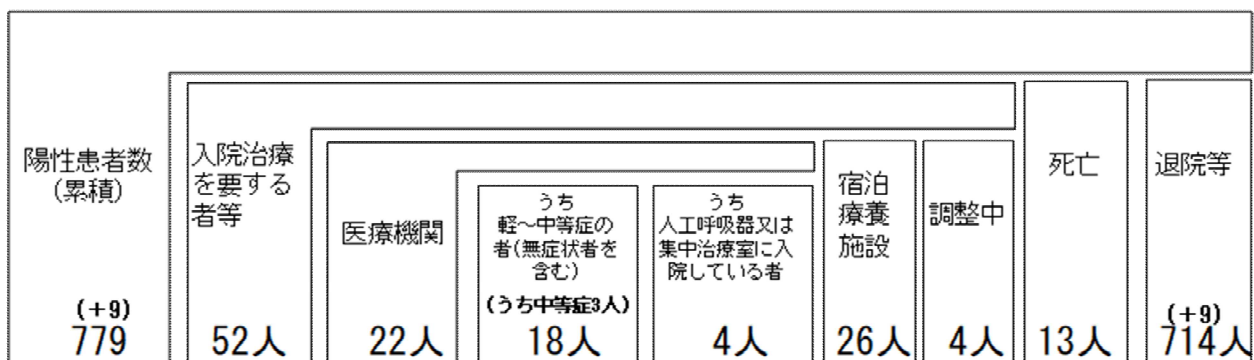 陽性患者数
(累積)
(+9)
779
入院治療
を要する
者等
52人
医療機関
22人
うち
軽～中等症の
者(無症状者を
含む)
(うち中等症3人)
18人
うち
人工呼吸器又は
集中治療室に入
院している者
4人
宿泊
療養
施設
26人
調整中
4人
死亡
13人
退院等
(+9)
714人